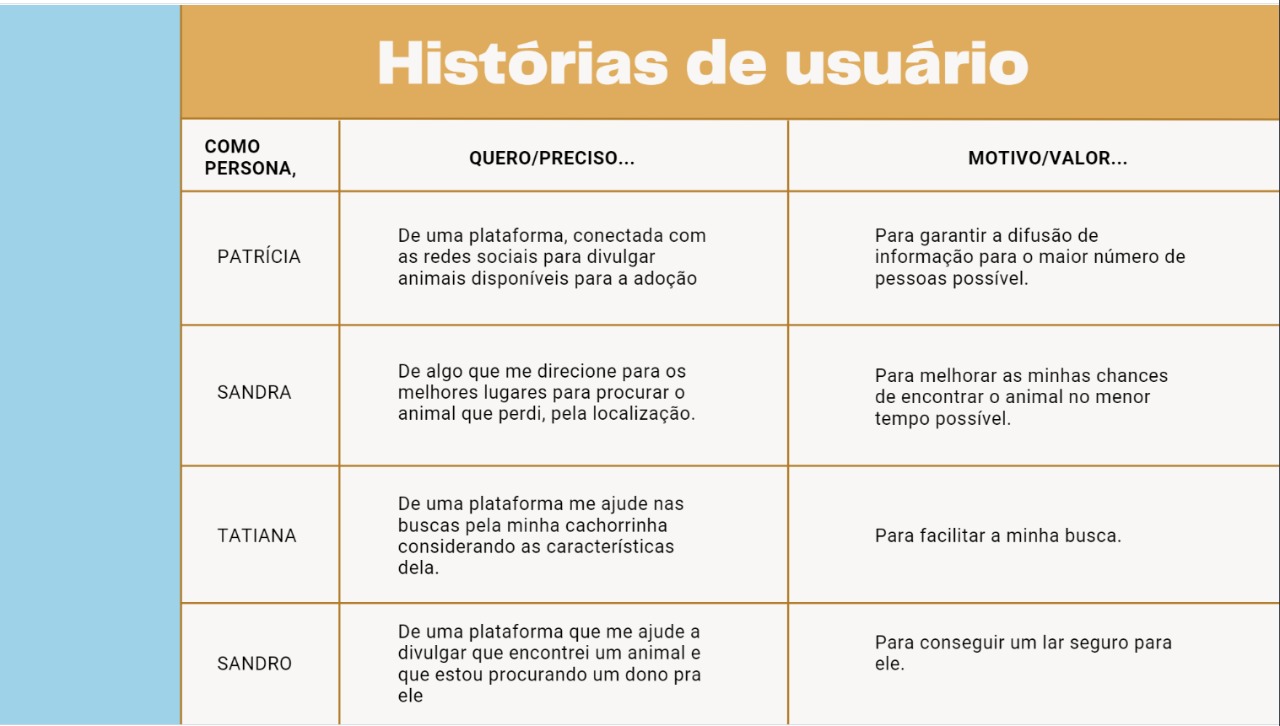 Histórias de usuário
COMO
PERSONA,
QUERO/PRECISO...
MOTIVO/VALOR...
PATRÍCIA
De uma plataforma, conectada com
as redes sociais para divulgar
animais disponíveis para a adoção
Para garantir a difusão de
informação para o maior número de
pessoas possível.
SANDRA
De algo que me direcione para os
melhores lugares para procurar o
animal que perdi, pela localização.
Para melhorar as minhas chances
de encontrar o animal no menor
tempo possível.
TATIANA
De uma plataforma me ajude nas
buscas pela minha cachorrinha
considerando as características
dela.
Para facilitar a minha busca.
SANDRO
De uma plataforma que me ajude a
divulgar que encontrei um animal e
que estou procurando um dono pra
ele
Para conseguir um lar seguro para
ele.